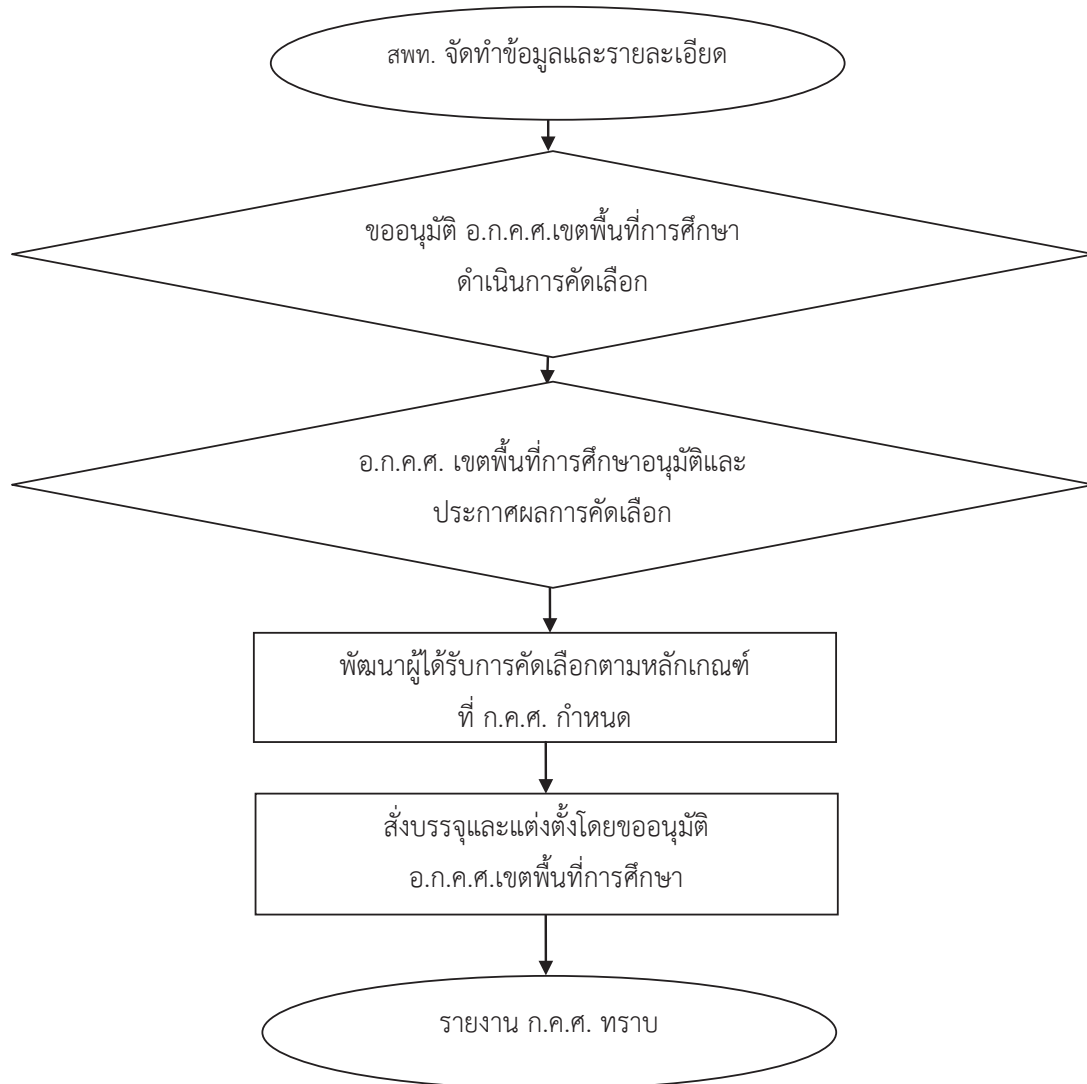 สพท. จัดทำข้อมูลและรายละเอียด
ขออนุมัติ อ.ก.ค.ศ.เขตพื้นที่การศึกษา
ดำเนินการคัดเลือก
อ.ก.ค.ศ. เขตพื้นที่การศึกษาอนุมัติและ
ประกาศผลการคัดเลือก
พัฒนาผู้ได้รับการคัดเลือกตามหลักเกณฑ์
ที่ ก.ค.ศ. กำหนด
สั่งบรรจุและแต่งตั้งโดยขออนุมัติ
อ.ก.ค.ศ.เขตพื้นที่การศึกษา
รายงาน ก.ค.ศ. ทราบ